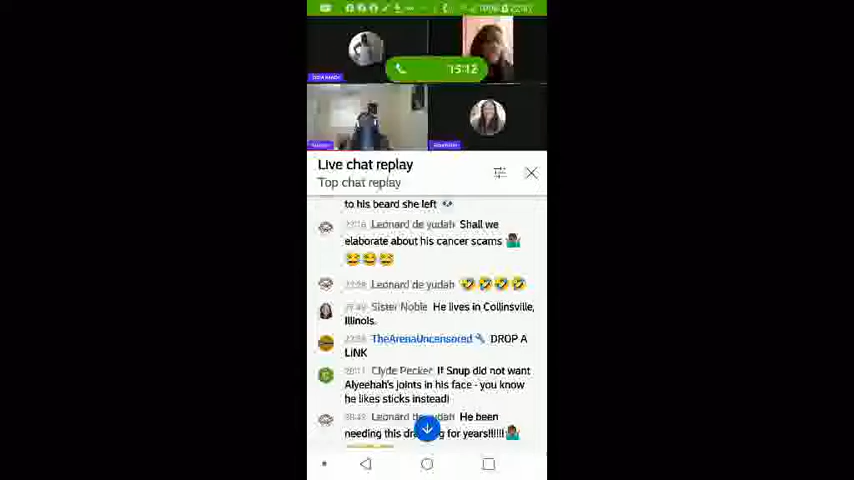 15:12
Live chat replay
Top chat replay
to his beard she left
Leonard de yudah Shall we
elaborate about his cancer scams
Leonard de yudah
Sister Noble He lives in Collinsville,
Illinois.
TheArenaUncensored DROP A
LiNK
Clyde Pecker If Snup did not want
Alyeehah's joints in his face - you know
he likes sticks instead!
Leonard de yudah He been
needing this for years!!!!!!